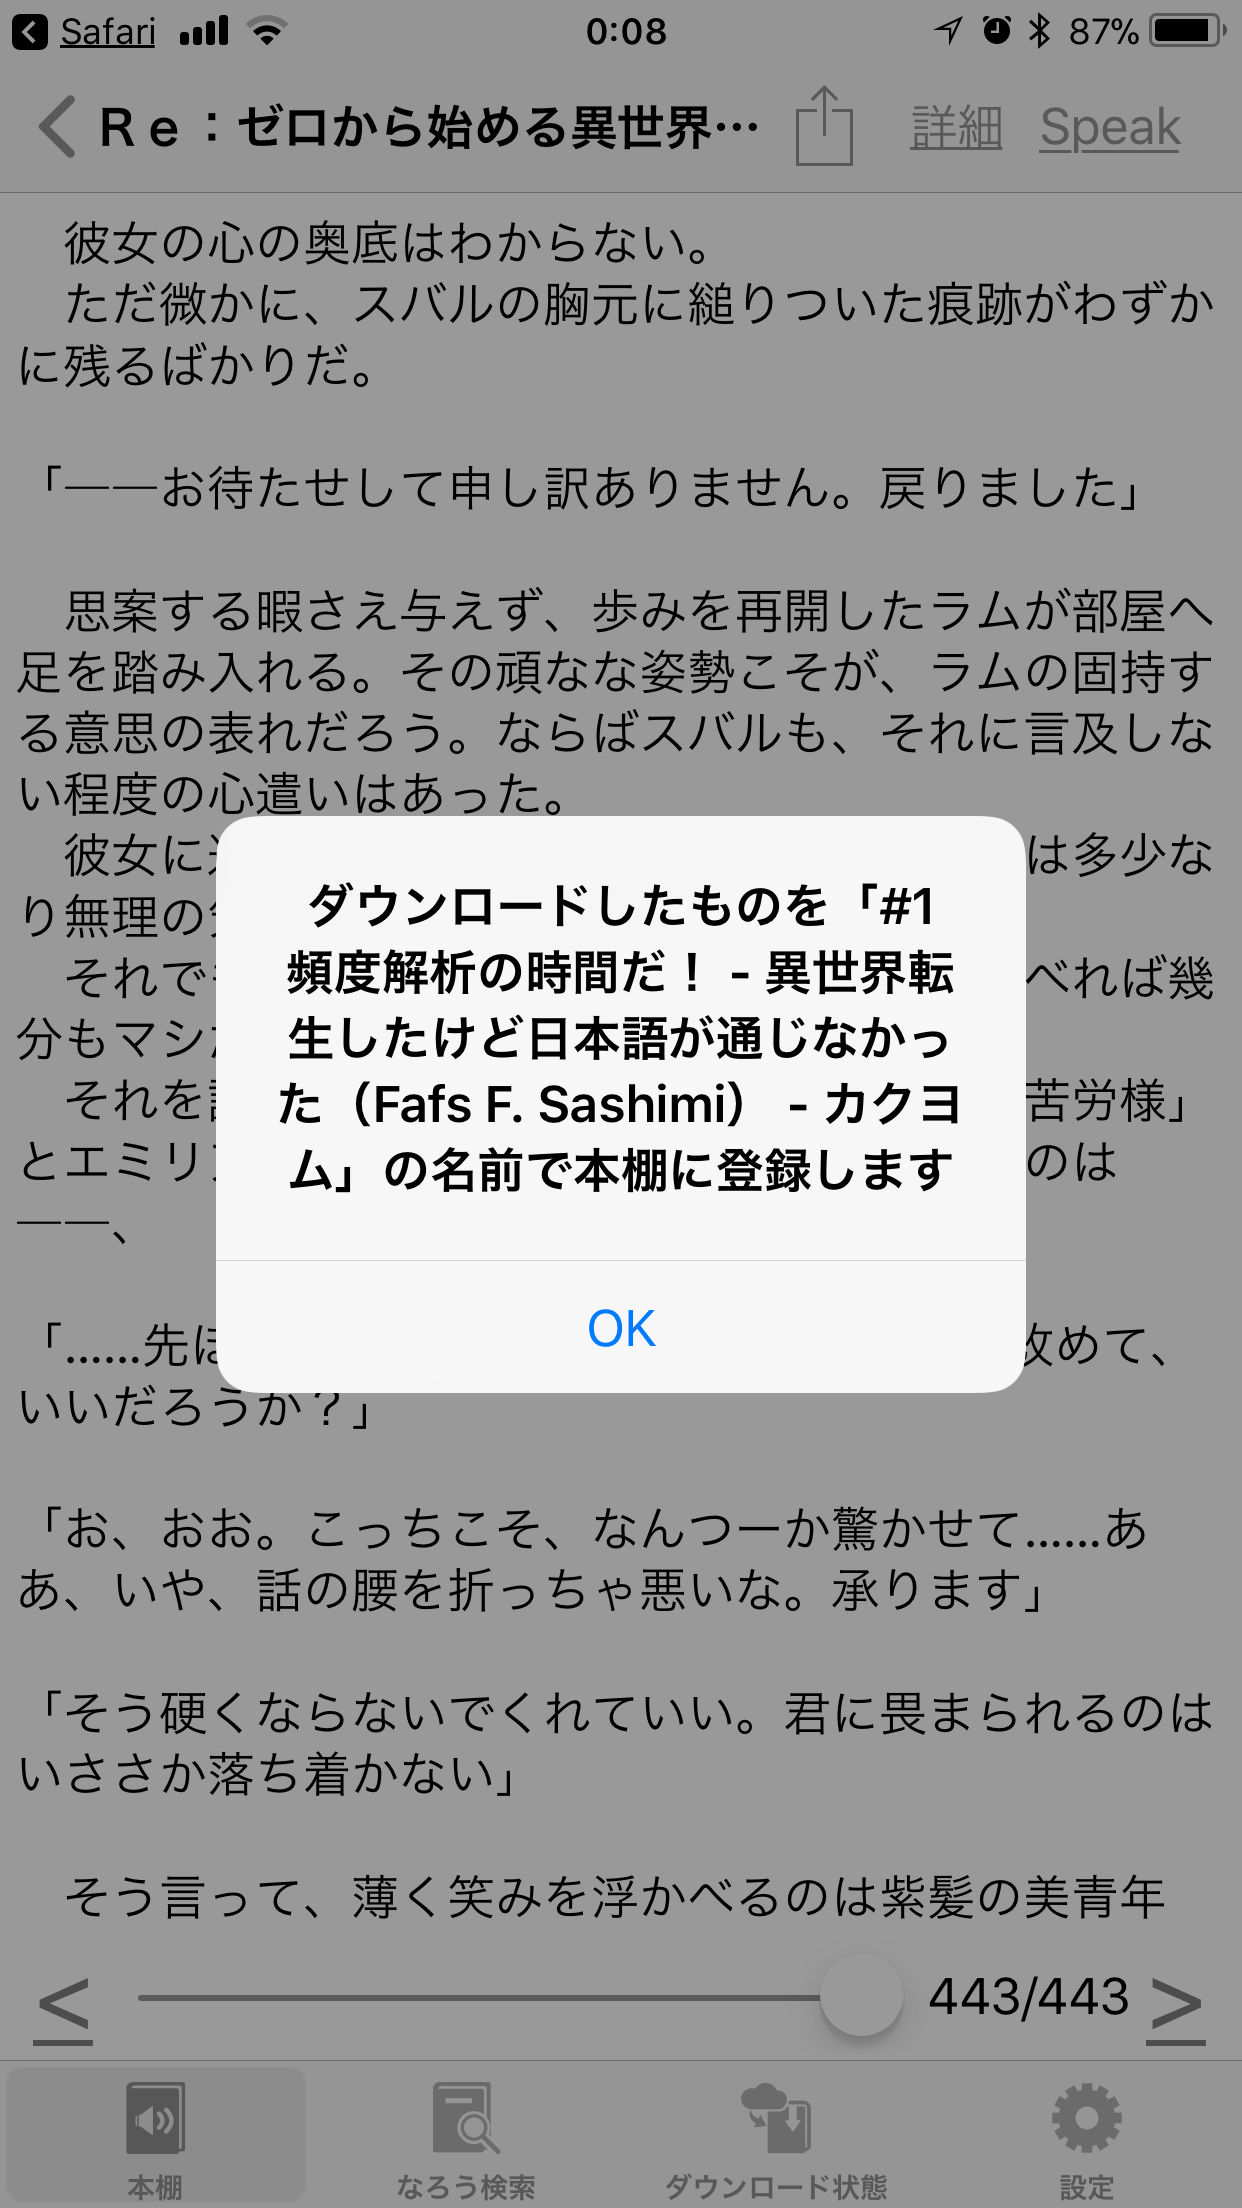 Safari 0:08 87%
Ｒｅ：ゼロから始める異世界… 詳細 Speak
彼女の心の奥底はわからない。
ただ微かに、スバルの胸元に縋りついた痕跡がわずか
に残るばかりだ。
「――お待たせして申し訳ありません。戻りました」
思案する暇さえ与えず、歩みを再開したラムが部屋へ
足を踏み入れる。その頑なな姿勢こそが、ラムの固持す
る意思の表れだろう。ならばスバルも、それに言及しな
い程度の心遣いはあった。
彼女に は多少な
り無理の
それで べれば幾
分もマシ
それを 苦労様」
とエミリ のは
――、
「……先 改めて、
いいだろうか？」
「お、おお。こっちこそ、なんつーか驚かせて……あ
あ、いや、話の腰を折っちゃ悪いな。承ります」
「そう硬くならないでくれていい。君に畏まられるのは
いささか落ち着かない」
そう言って、薄く笑みを浮かべるのは紫髪の美青年
ダウンロードしたものを「#1
頻度解析の時間だ！ - 異世界転
生したけど日本語が通じなかっ
た（Fafs F. Sashimi） - カクヨ
ム」の名前で本棚に登録します
OK
< 443/443 >
本棚 なろう検索 ダウンロード状態 設定